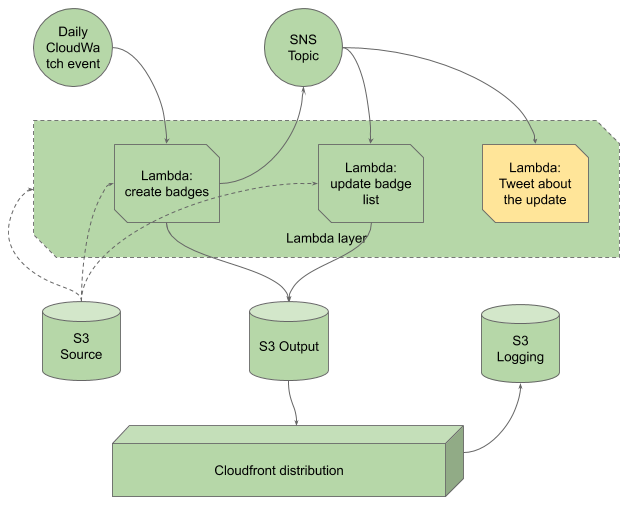 Daily
CloudWa
tch event
SNS
Topic
Lambda:
create badges
Lambda:
update badge
list
Lambda:
Tweet about
the update
Lambda layer
S3
Source
S3 Output
S3
Logging
Cloudfront distribution